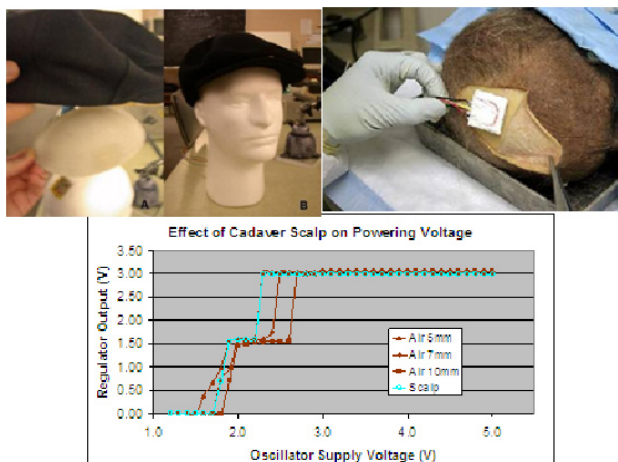 A
B
Effect of Cadaver Scalp on Powering Voltage
Regulator Output (V)
3.50
3.00
2.50
2.00
1.50
1.00
0.50
0.00
Air 5mm
Air 7mm
Air 10mm
Scalp
1.0 2.0 3.0 4.0 5.0
Oscillator Supply Voltage (V)